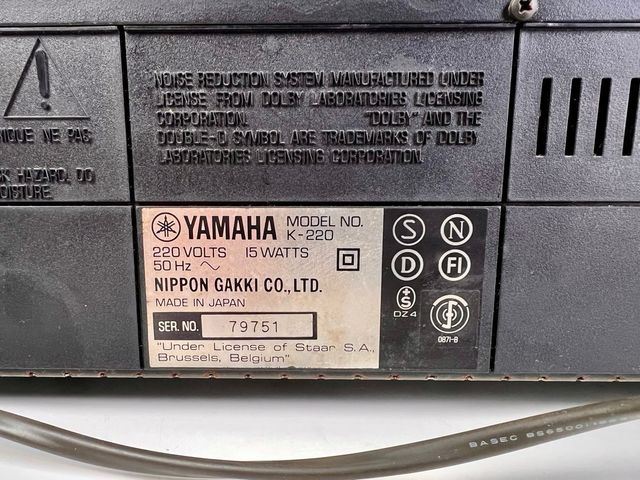 NOISE REDUCTION SYSTEM MANUFACTURED UNDER
LICENSE FROM DOLBY LABORATORIES LICENSING
CORPORATION. "DOLBY" AND THE
DOUBLE-D SYMBOL ARE TRADEMARKS OF DOLBY
LABORATORIES LICENSING CORPORATION.
NIQUE NE PAS
K HAZARD, DO
MOISTURE.
YAMAHA MODEL NO.
K-220
220 VOLTS 15 WATTS
50 Hz ~
NIPPON GAKKI CO., LTD.
MADE IN JAPAN
SER. NO. 79751
"Under License of Staar S.A.,
Brussels, Belgium"
S N
D FI
+S
DZ4
S
0871-B
BASEC BS6500